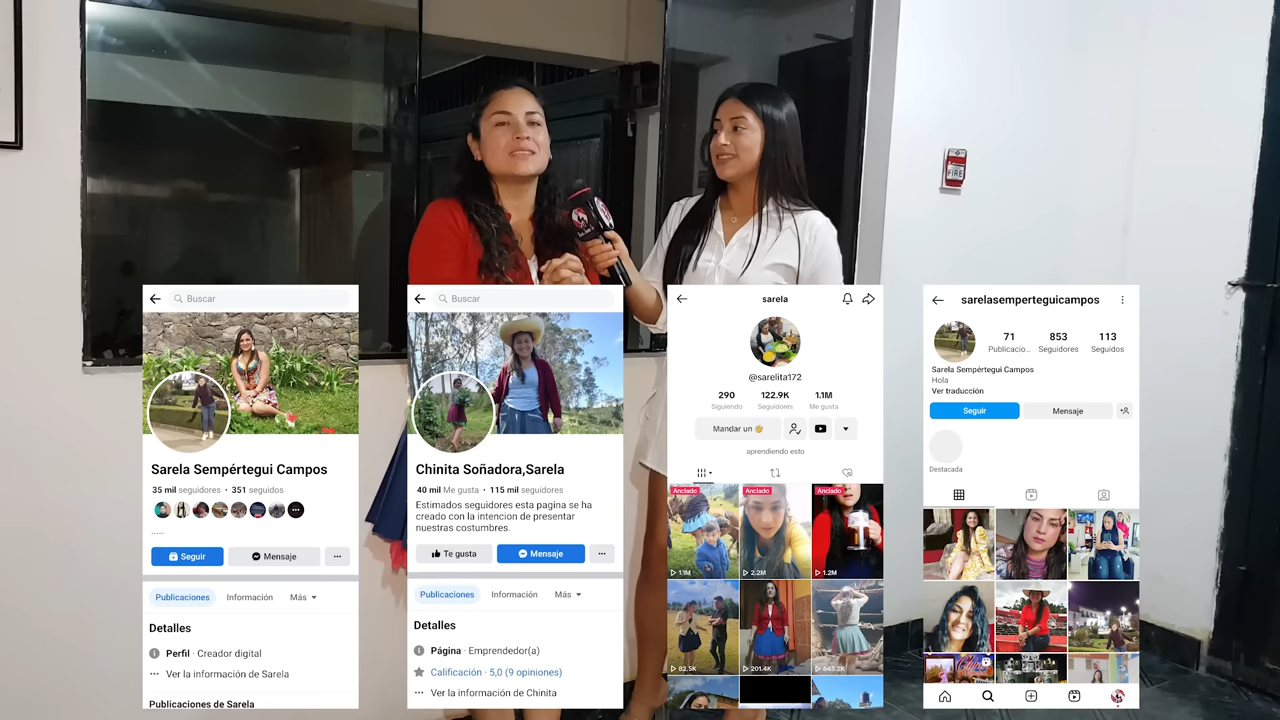 FIRE
Buscar
Sarela Sempértegui Campos
35 mil seguidores • 351 seguidos
.....
Seguir
Mensaje
Publicaciones
Información
Más
Detalles
Perfil · Creador digital
Ver la información de Sarela
Publicaciones de Sarela
Buscar
Chinita Soñadora,Sarela
40 mil Me gusta • 115 mil seguidores
Estimados seguidores esta pagina se ha
creado con la intencion de presentar
nuestras costumbres.
Te gusta
Mensaje
Publicaciones
Información
Más
Detalles
Página · Emprendedor(a)
Calificación · 5,0 (9 opiniones)
Ver la información de Chinita
sarela
@sarelita172
290 122.9K 1.1M
Siguiendo Seguidores Me gusta
Mandar un
aprendiendo esto
Anclado Anclado Anclado
1.1M 2.2M 1.2M
82.5K 201.4K 643.2K
sarelasemperteguicampos
71 853 113
Publicacio... Seguidores Seguidos
Sarela Sempértegui Campos
Hola
Ver traducción
Seguir
Mensaje
Destacada